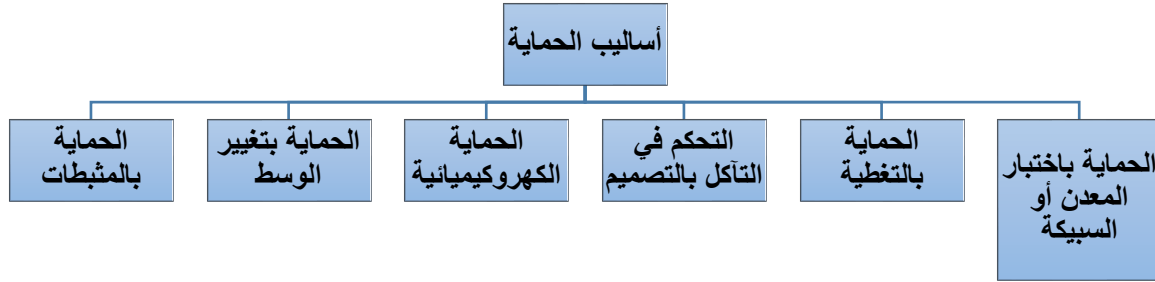 أساليب الحماية
الحماية باختبار
المعدن أو
السبيكة
الحماية
بالتغطية
التحكم في
التآكل بالتصميم
الحماية
الكهروكيميائية
الحماية بتغيير
الوسط
الحماية
بالمثبطات